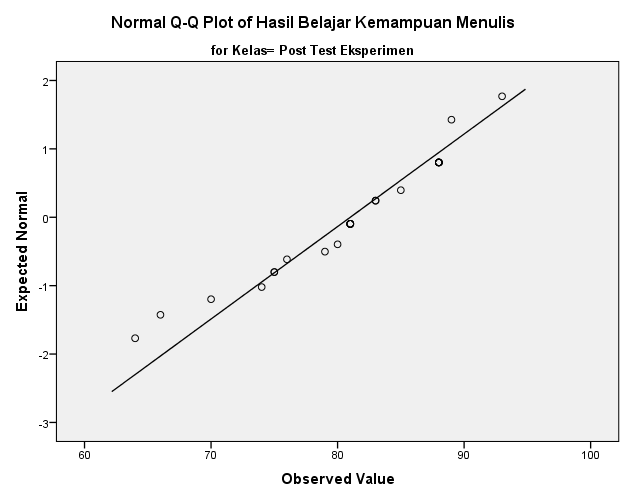 Normal Q-Q Plot of Hasil Belajar Kemampuan Menulis
for Kelas= Post Test Eksperimen
Expected Normal
2
1
0
-1
-2
-3
60 70 80 90 100
Observed Value